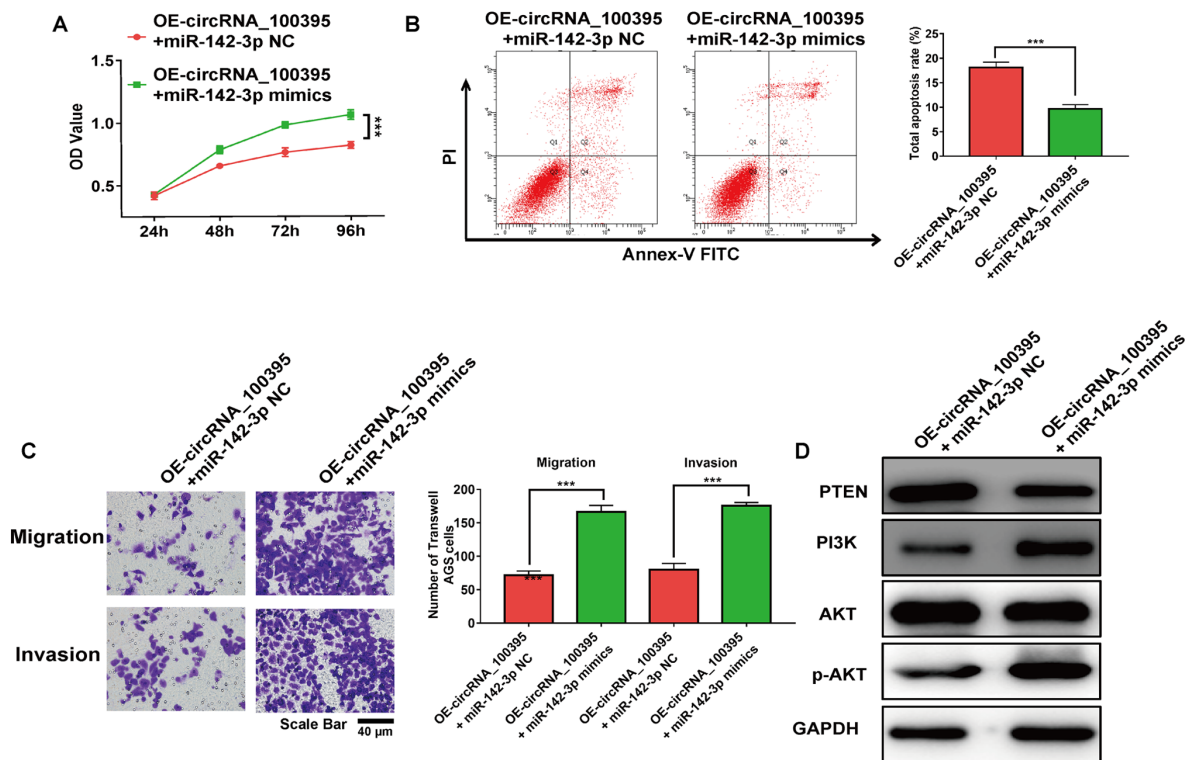 A
OE-circRNA_100395
+miR-142-3p NC
OE-circRNA_100395
+miR-142-3p mimics
OD Value
1.5
1.0
0.5
24h
48h
72h
96h
***
B
OE-circRNA_100395
+miR-142-3p NC
OE-circRNA_100395
+miR-142-3p mimics
PI
Annex-V FITC
Q1
Q2
Q4
Q1
Q2
Q4
Total apoptosis rate (%)
25
20
15
10
5
0
***
OE-circRNA_100395
+miR-142-3p NC
OE-circRNA_100395
+miR-142-3p mimics
C
OE-circRNA_100395
+miR-142-3p NC
OE-circRNA_100395
+miR-142-3p mimics
Migration
Invasion
Scale Bar
40 μm
Number of Transwell
AGS cells
200
150
100
50
0
Migration
Invasion
***
***
***
OE-circRNA_100395
+ miR-142-3p NC
OE-circRNA_100395
+ miR-142-3p mimics
OE-circRNA_100395
+ miR-142-3p NC
OE-circRNA_100395
+ miR-142-3p mimics
D
OE-circRNA_100395
+ miR-142-3p NC
OE-circRNA_100395
+ miR-142-3p mimics
PTEN
PI3K
AKT
p-AKT
GAPDH